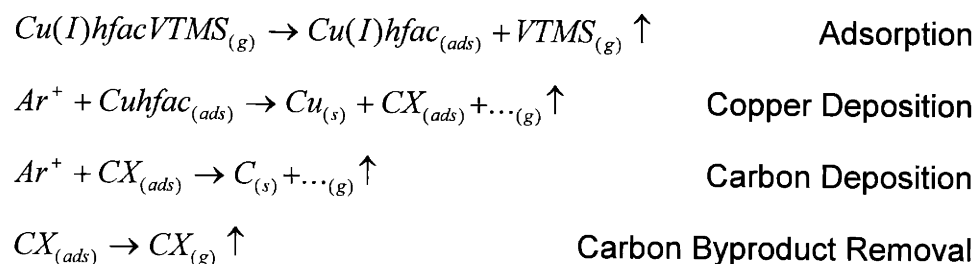 Cu(I)hfacVTMS(g) → Cu(I)hfac(ads) + VTMS(g) ↑ Adsorption
Ar+ + Cuhfac(ads) → Cu(s) + CX(ads) +...(g) ↑ Copper Deposition
Ar+ + CX(ads) → C(s) +...(g) ↑ Carbon Deposition
CX(ads) → CX(g) ↑ Carbon Byproduct Removal